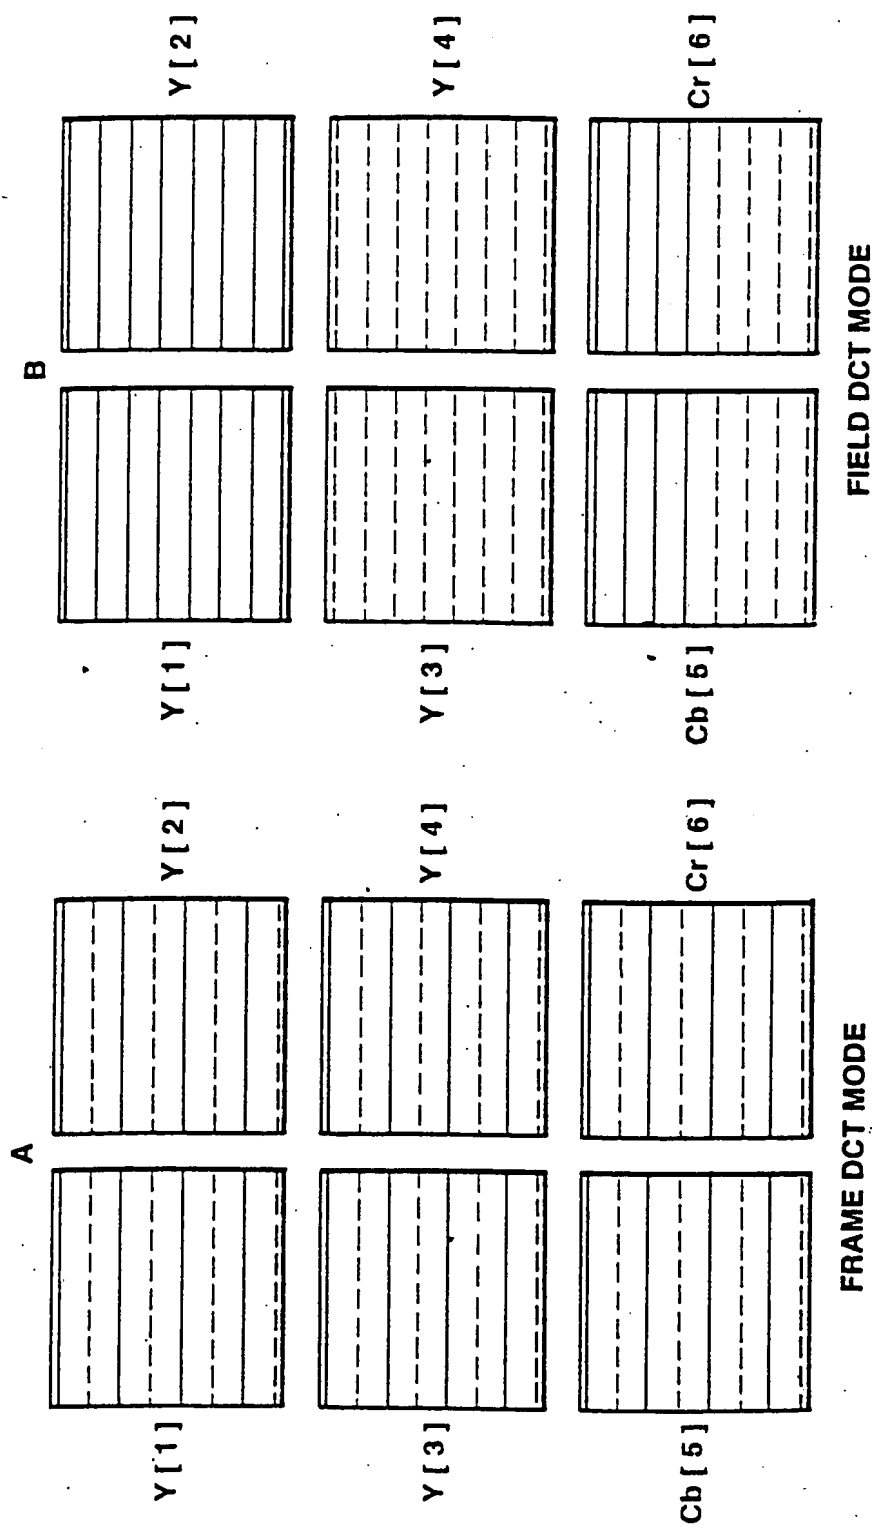 A
Y[1]
Y[2]
Y[3]
Y[4]
Cb[5]
Cr[6]
FRAME DCT MODE
B
Y[1]
Y[2]
Y[3]
Y[4]
Cb[5]
Cr[6]
FIELD DCT MODE